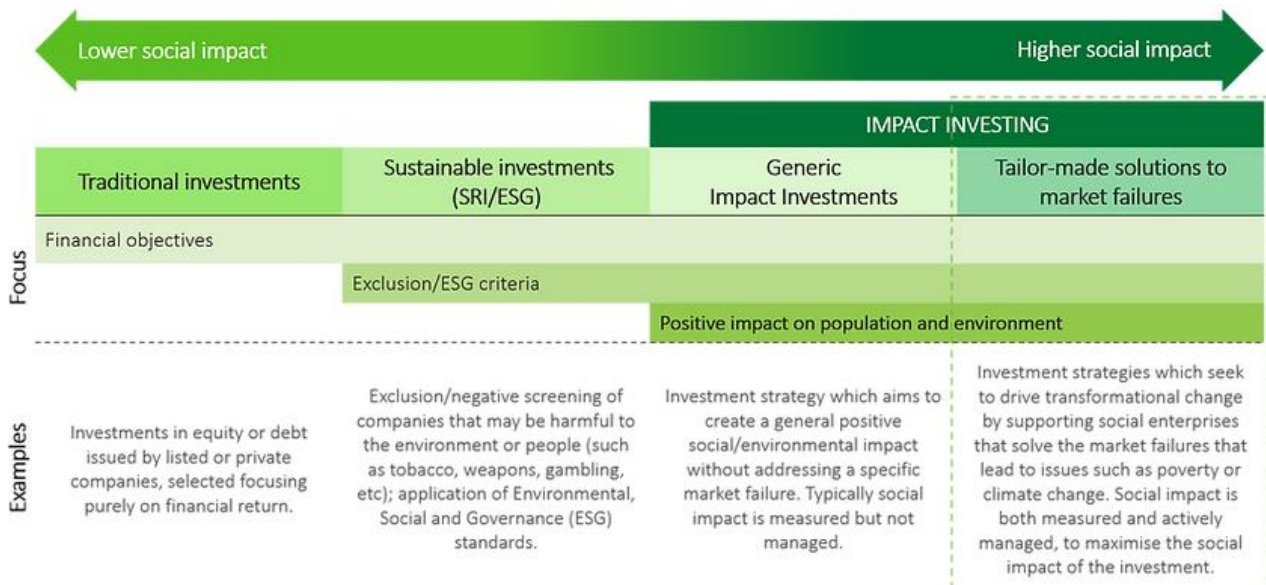 Lower social impact
Higher social impact
IMPACT INVESTING
Traditional investments
Sustainable investments
(SRI/ESG)
Generic
Impact Investments
Tailor-made solutions to
market failures
Focus
Financial objectives
Exclusion/ESG criteria
Positive impact on population and environment
Examples
Investments in equity or debt
issued by listed or private
companies, selected focusing
purely on financial return.
Exclusion/negative screening of
companies that may be harmful to
the environment or people (such
as tobacco, weapons, gambling,
etc); application of Environmental,
Social and Governance (ESG)
standards.
Investment strategy which aims to
create a general positive
social/environmental impact
without addressing a specific
market failure. Typically social
impact is measured but not
managed.
Investment strategies which seek
to drive transformational change
by supporting social enterprises
that solve the market failures that
lead to issues such as poverty or
climate change. Social impact is
both measured and actively
managed, to maximise the social
impact of the investment.